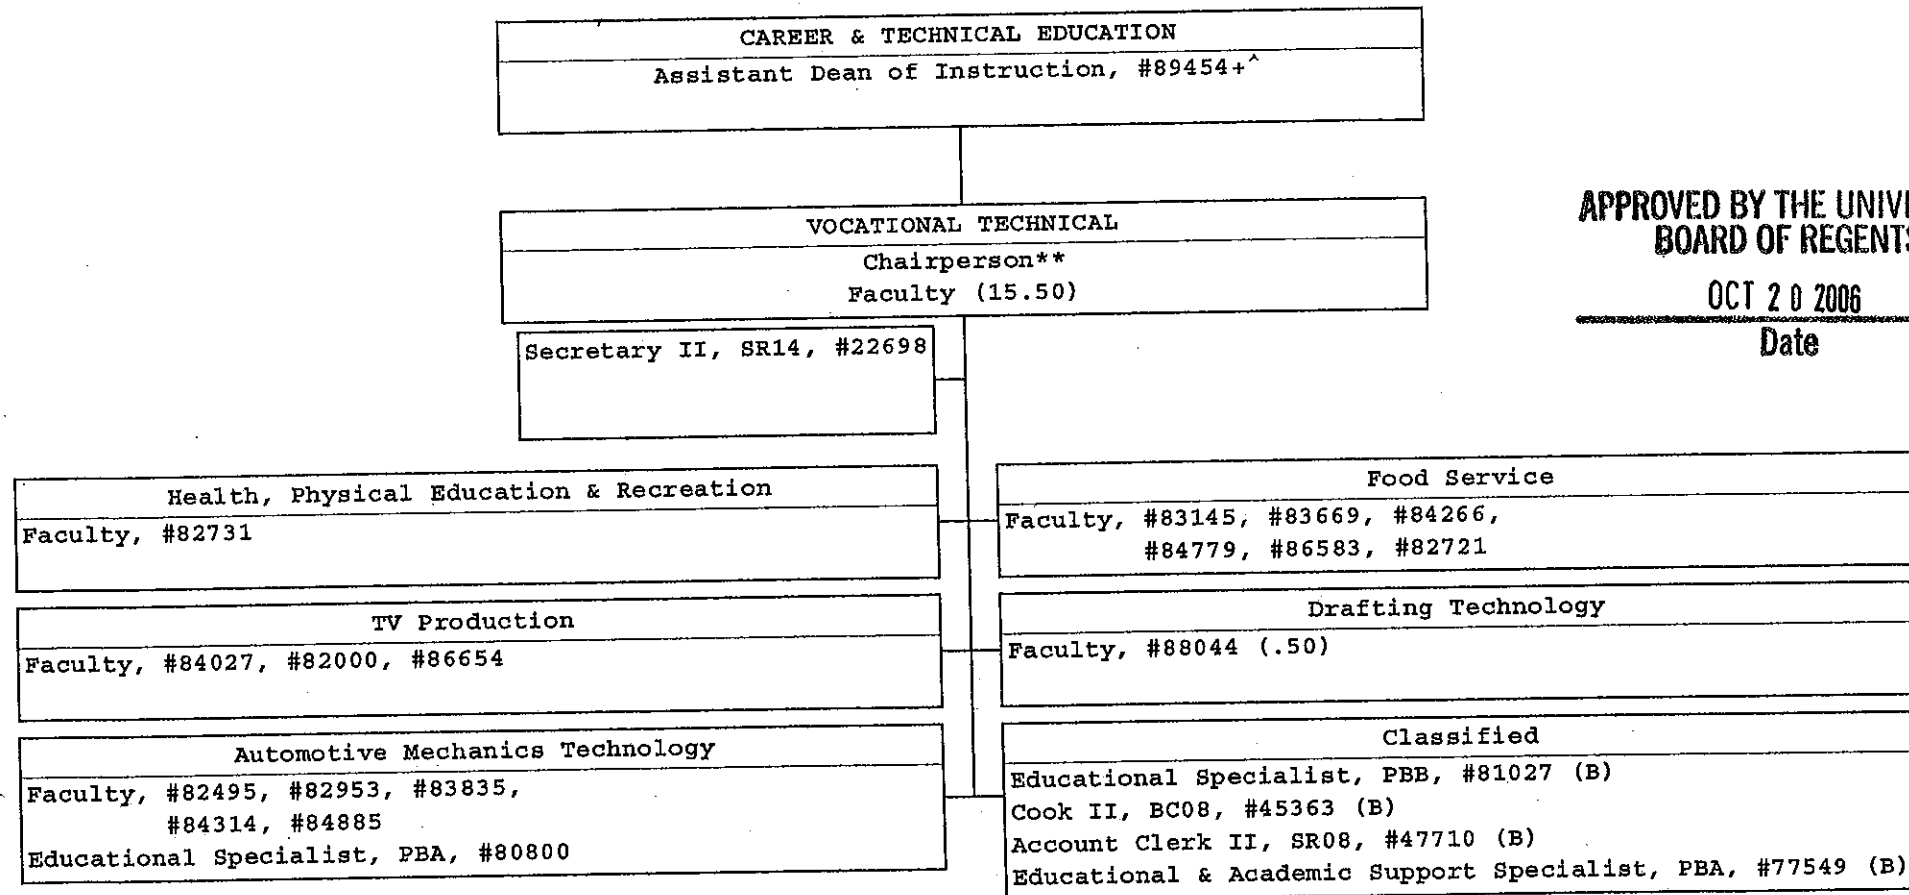 CAREER & TECHNICAL EDUCATION
Assistant Dean of Instruction, #89454+^
VOCATIONAL TECHNICAL
Chairperson**
Faculty (15.50)
APPROVED BY THE
BOARD OF
OCT 20 2006
Date
Secretary II, SR14, #22698
Health, Physical Education & Recreation
Faculty, #82731
Food Service
Faculty, #83145, #83669, #84266,
#84779, #86583, #82721
TV Production
Faculty, #84027, #82000, #86654
Drafting Technology
Faculty, #88044 (.50)
Automotive Mechanics Technology
Faculty, #82495, #82953, #83835,
#84314, #84885
Educational Specialist, PBA, #80800
Classified
Educational Specialist, PBB, #81027 (B)
Cook II, BC08, #45363 (B)
Account Clerk II, SR08, #47710 (B)
Educational & Academic Support Specialist, PBA, #77549 (B)